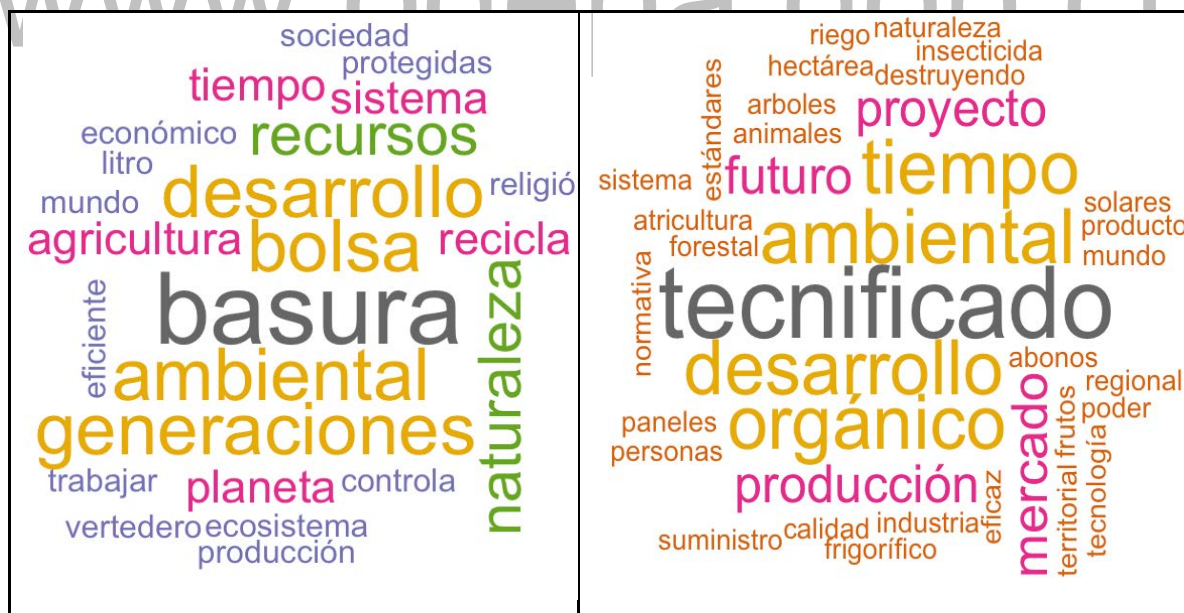 sociedad
protegidas
tiempo
sistema
económico
recursos
litro
mundo
desarrollo
religió
agricultura
bolsa
recicla
basura
eficiente
naturaleza
ambiental
generaciones
trabajar
planeta
controla
vertedero
ecosistema
producción
riego
naturaleza
insecticida
hectárea
destruyendo
estándares
arboles
proyecto
animales
sistema
futuro
tiempo
solares
atricultura
ambiental
producto
forestal
mundo
normativa
tecnificado
desarrollo
abonos
regional
paneles
orgánico
mercado
frutos
poder
personas
producción
eficaz
territorial
tecnología
suministro
calidad
industria
frigorífico